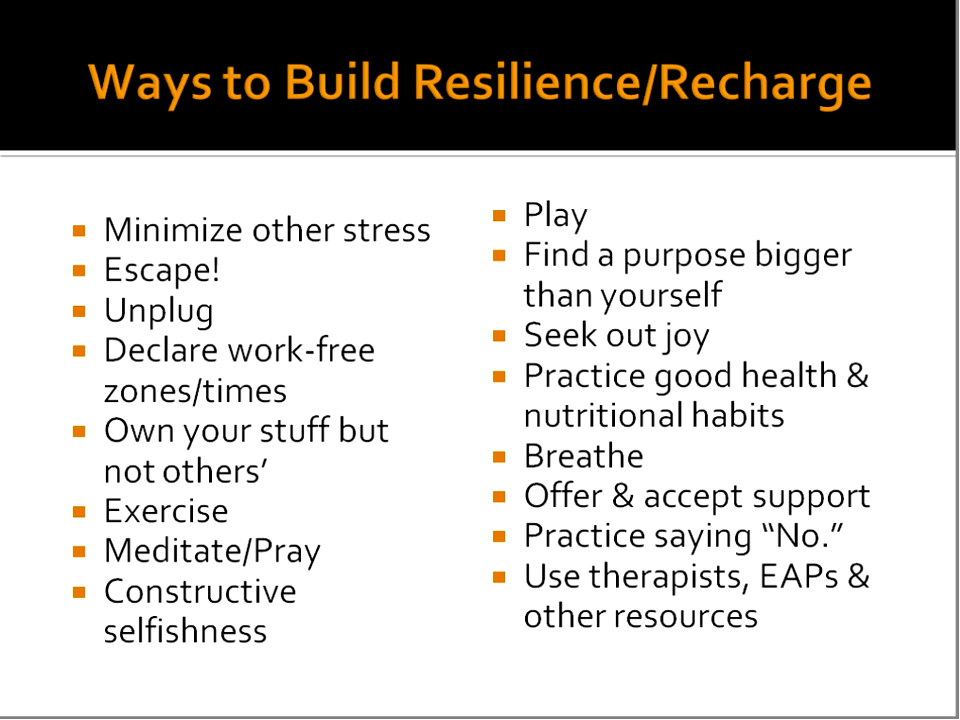 Ways to Build Resilience/Recharge
Minimize other stress
Escape!
Unplug
Declare work-free
zones/times
Own your stuff but
not others’
Exercise
Meditate/Pray
Constructive
selfishness
Play
Find a purpose bigger
than yourself
Seek out joy
Practice good health &
nutritional habits
Breathe
Offer & accept support
Practice saying “No.”
Use therapists, EAPs &
other resources